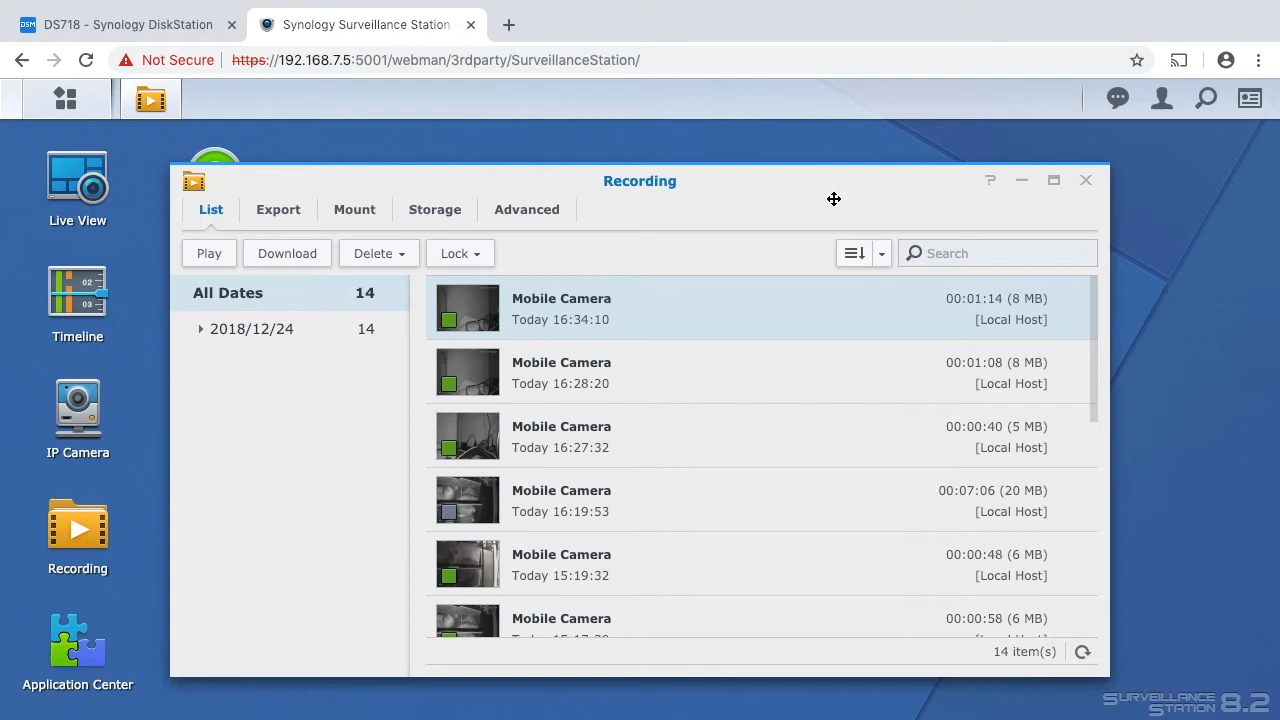 DSM DS718 - Synology DiskStation
Synology Surveillance Station -
Not Secure https://192.168.7.5:5001/webman/3rdparty/SurveillanceStation/
Live View
Timeline
IP Camera
Recording
Application Center
Recording
List Export Mount Storage Advanced
Play Download Delete Lock Search
All Dates 14
2018/12/24 14
Mobile Camera 00:01:14 (8 MB)
Today 16:34:10 [Local Host]
Mobile Camera 00:01:08 (8 MB)
Today 16:28:20 [Local Host]
Mobile Camera 00:00:40 (5 MB)
Today 16:27:32 [Local Host]
Mobile Camera 00:07:06 (20 MB)
Today 16:19:53 [Local Host]
Mobile Camera 00:00:48 (6 MB)
Today 15:19:32 [Local Host]
Mobile Camera 00:00:58 (6 MB)
14 item(s)
SURVEILLANCE STATION 8.2